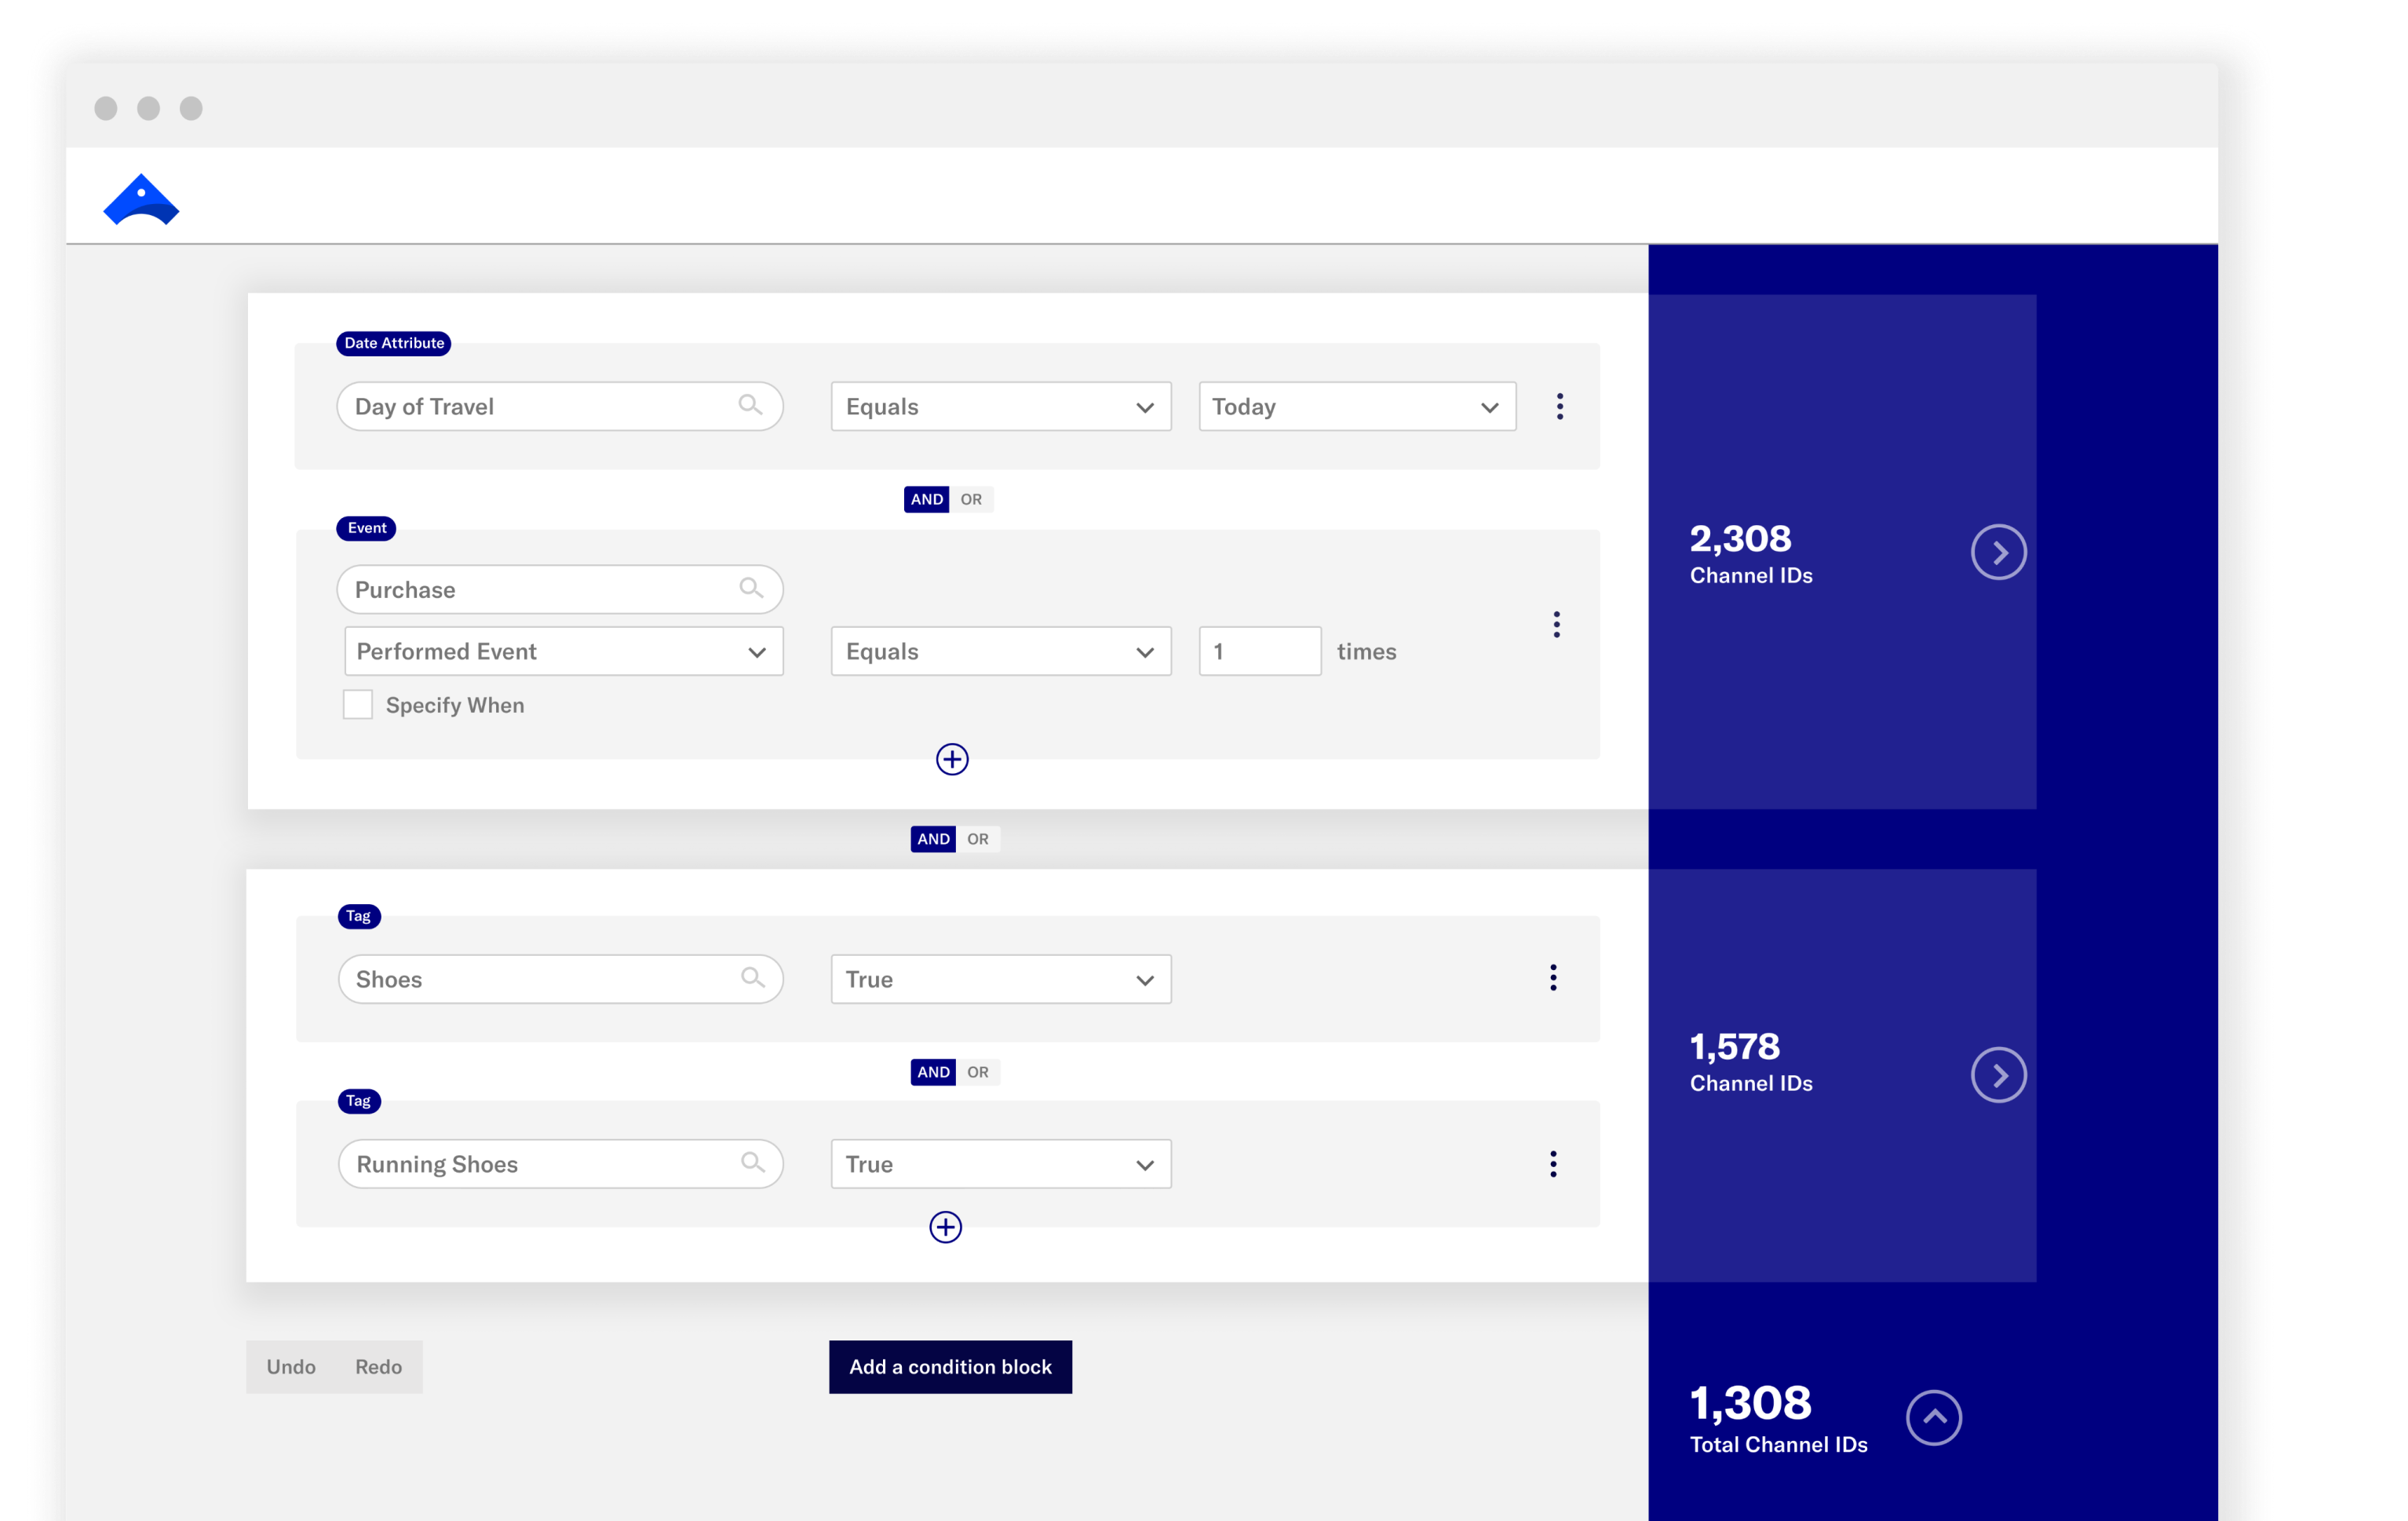 Date Attribute
Day of Travel Equals Today
AND OR
Event
Purchase
Performed Event Equals 1 times
Specify When
2,308
Channel IDs
AND OR
Tag
Shoes True
AND OR
Tag
Running Shoes True
1,578
Channel IDs
Undo Redo Add a condition block
1,308
Total Channel IDs